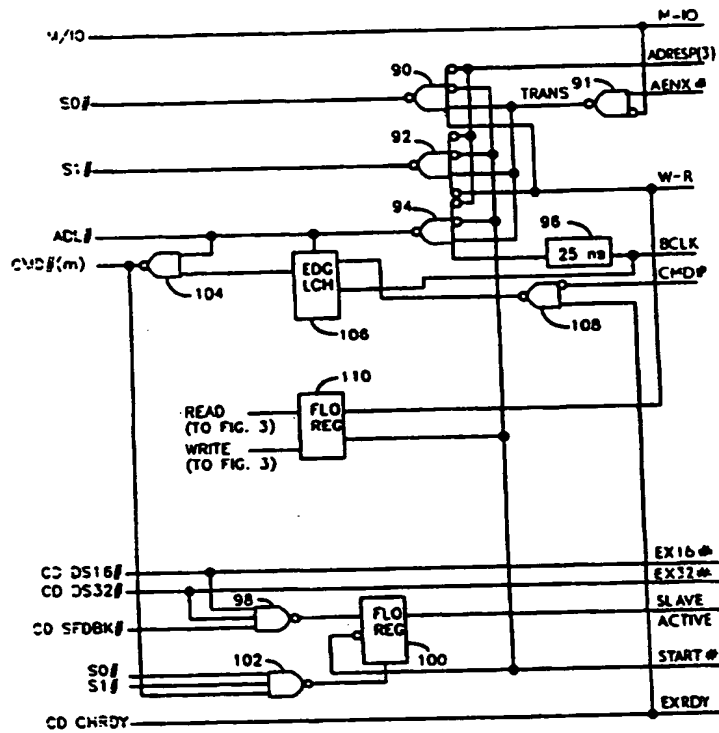 M/IO
M-IO
90
ADRESP(3)
91
AENX#
TRANS
S0#
92
S1#
W-R
94
96
ADL#
BCLK
25 ns
CMD#(m)
EDG
LCH
104
106
108
110
READ
(TO FIG. 3)
FLO
REG
WRITE
(TO FIG. 3)
EX16#
CD DS16#
EX32#
CD DS32#
98
FLO
REG
SLAVE
ACTIVE
CD SFDBK#
102
100
START#
S0#
S1#
EXRDY
CD CHRDY